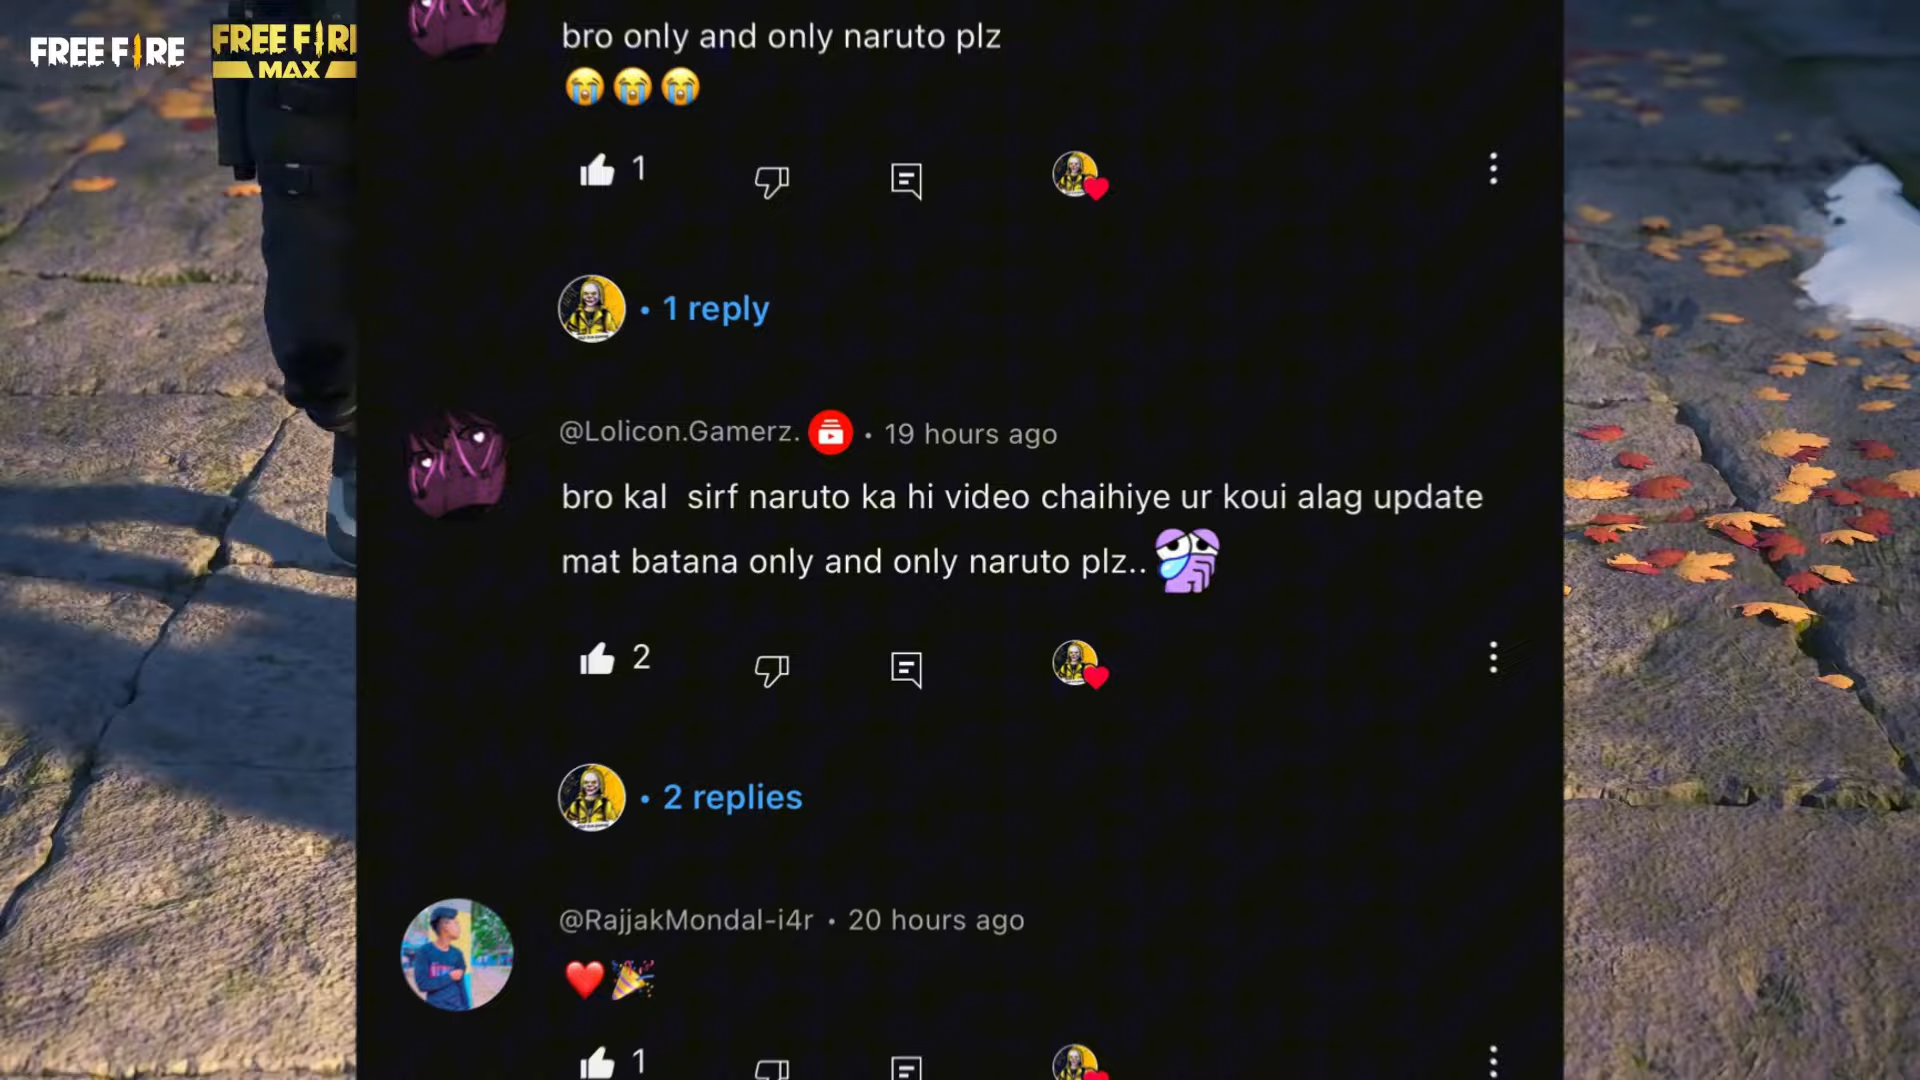 FREE FIRE
FREE FIRE
MAX
bro only and only naruto plz
😭😭😭
1
• 1 reply
@Lolicon.Gamerz. • 19 hours ago
bro kal sirf naruto ka hi video chaihiye ur koui alag update
mat batana only and only naruto plz..
2
• 2 replies
@RajjakMondal-i4r • 20 hours ago
❤️🎉
1